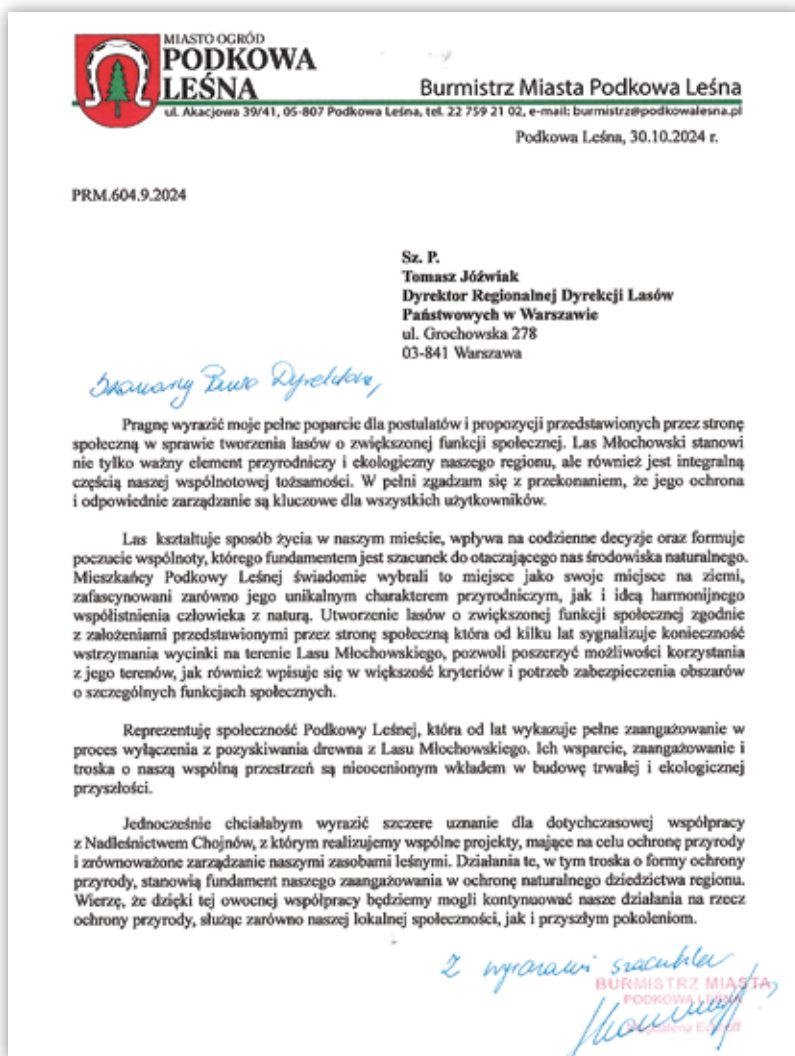 MIASTO OGRÓD
PODKOWA
LEŚNA
Burmistrz Miasta Podkowa Leśna
ul. Akacjowa 39/41, 05-807 Podkowa Leśna, tel. 22 759 21 02, e-mail: burmistrz@podkowalesna.pl
Podkowa Leśna, 30.10.2024 r.
PRM.604.9.2024
Sz. P.
Tomasz Jóźwiak
Dyrektor Regionalnej Dyrekcji Lasów
Państwowych w Warszawie
ul. Grochowska 278
03-841 Warszawa
Szanowny Panie Dyrektorze,
Pragnę wyrazić moje pełne poparcie dla postulatów i propozycji przedstawionych przez stronę
społeczną w sprawie tworzenia lasów o zwiększonej funkcji społecznej. Las Młochowski stanowi
nie tylko ważny element przyrodniczy i ekologiczny naszego regionu, ale również jest integralną
częścią naszej wspólnotowej tożsamości. W pełni zgadzam się z przekonaniem, że jego ochrona
i odpowiednie zarządzanie są kluczowe dla wszystkich użytkowników.
Las kształtuje sposób życia w naszym mieście, wpływa na codzienne decyzje oraz formuje
poczucie wspólnoty, którego fundamentem jest szacunek do otaczającego nas środowiska naturalnego.
Mieszkańcy Podkowy Leśnej świadomie wybrali to miejsce jako swoje miejsce na ziemi,
zafascynowani zarówno jego unikalnym charakterem przyrodniczym, jak i ideą harmonijnego
współistnienia człowieka z naturą. Utworzenie lasów o zwiększonej funkcji społecznej zgodnie
z założeniami przedstawionymi przez stronę społeczną która od kilku lat sygnalizuje konieczność
wstrzymania wycinki na terenie Lasu Młochowskiego, pozwoli poszerzyć możliwości korzystania
z jego terenów, jak również wpisuje się w większość kryteriów i potrzeb zabezpieczenia obszarów
o szczególnych funkcjach społecznych.
Reprezentuję społeczność Podkowy Leśnej, która od lat wykazuje pełne zaangażowanie w
proces wyłączenia z pozyskiwania drewna z Lasu Młochowskiego. Ich wsparcie, zaangażowanie i
troska o naszą wspólną przestrzeń są nieocenionym wkładem w budowę trwałej i ekologicznej
przyszłości.
Jednocześnie chciałabym wyrazić szczere uznanie dla dotychczasowej współpracy
z Nadleśnictwem Chojnów, z którym realizujemy wspólne projekty, mające na celu ochronę przyrody
i zrównoważone zarządzanie naszymi zasobami leśnymi. Działania te, w tym troska o formy ochrony
przyrody, stanowią fundament naszego zaangażowania w ochronę naturalnego dziedzictwa regionu.
Wierzę, że dzięki tej owocnej współpracy będziemy mogli kontynuować nasze działania na rzecz
ochrony przyrody, służąc zarówno naszej lokalnej społeczności, jak i przyszłym pokoleniom.
Z wyrazami szacunku
BURMISTRZ MIASTA
PODKOWA LEŚNA